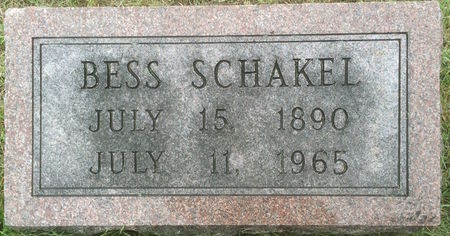 BESS SCHAKEL
JULY 15, 1890
JULY 11, 1965